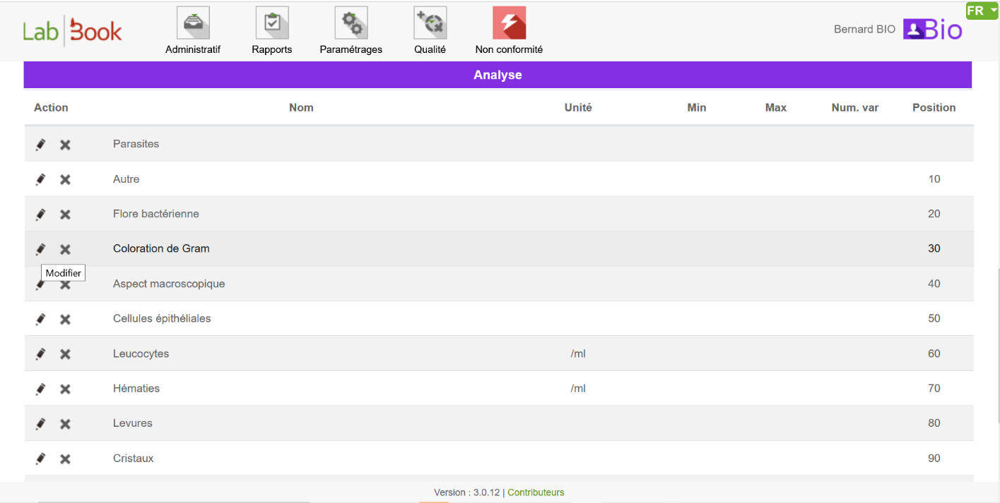 FR
Lab Book
Bernard BIO
Bio
Administratif Rapports Paramétrages Qualité Non conformité
Analyse
Action Nom Unité Min Max Num. var Position
Parasites
Autre 10
Flore bactérienne 20
Coloration de Gram 30
Modifier
Aspect macroscopique 40
Cellules épithéliales 50
Leucocytes /ml 60
Hématies /ml 70
Levures 80
Cristaux 90
Version : 3.0.12 | Contributeurs